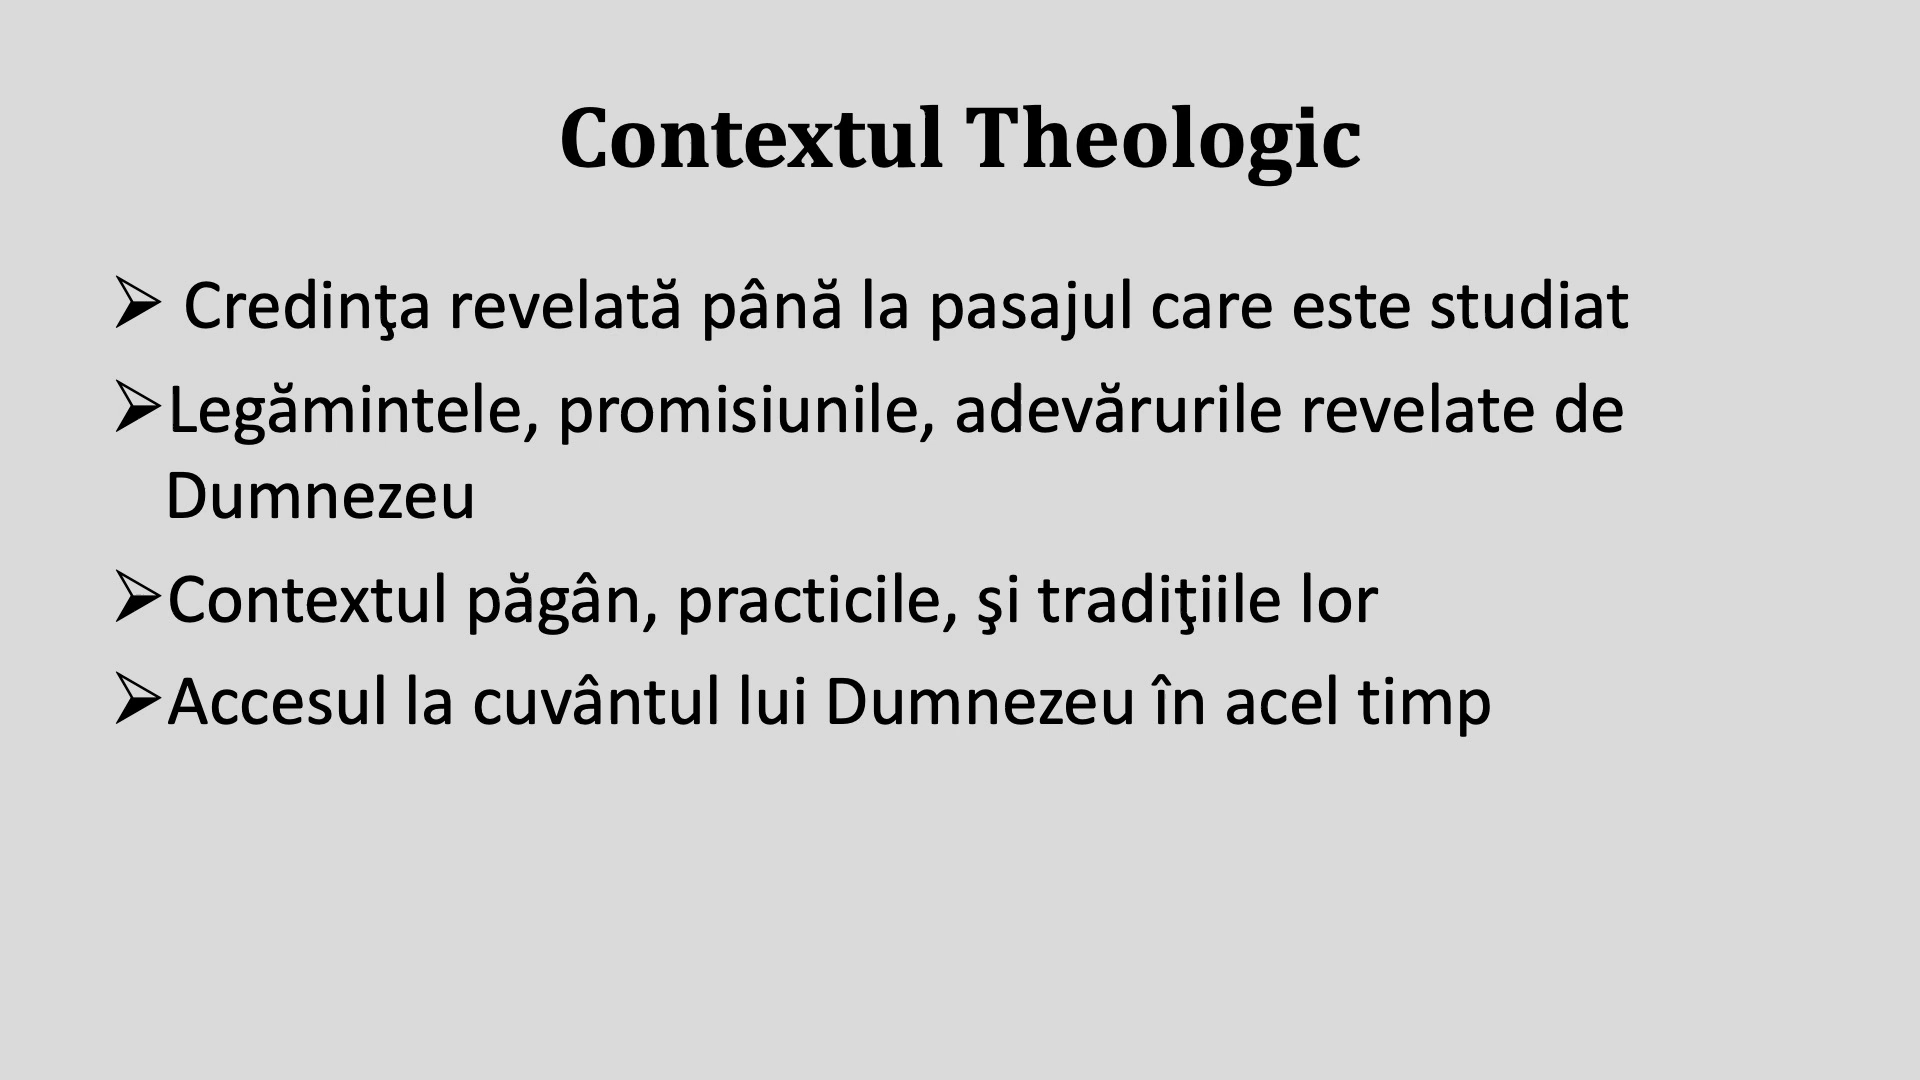 Contextul Theologic
➢ Credinţa revelată până la pasajul care este studiat
➢Legămintele, promisiunile, adevărurile revelate de
Dumnezeu
➢Contextul păgân, practicile, şi tradiţiile lor
➢Accesul la cuvântul lui Dumnezeu în acel timp